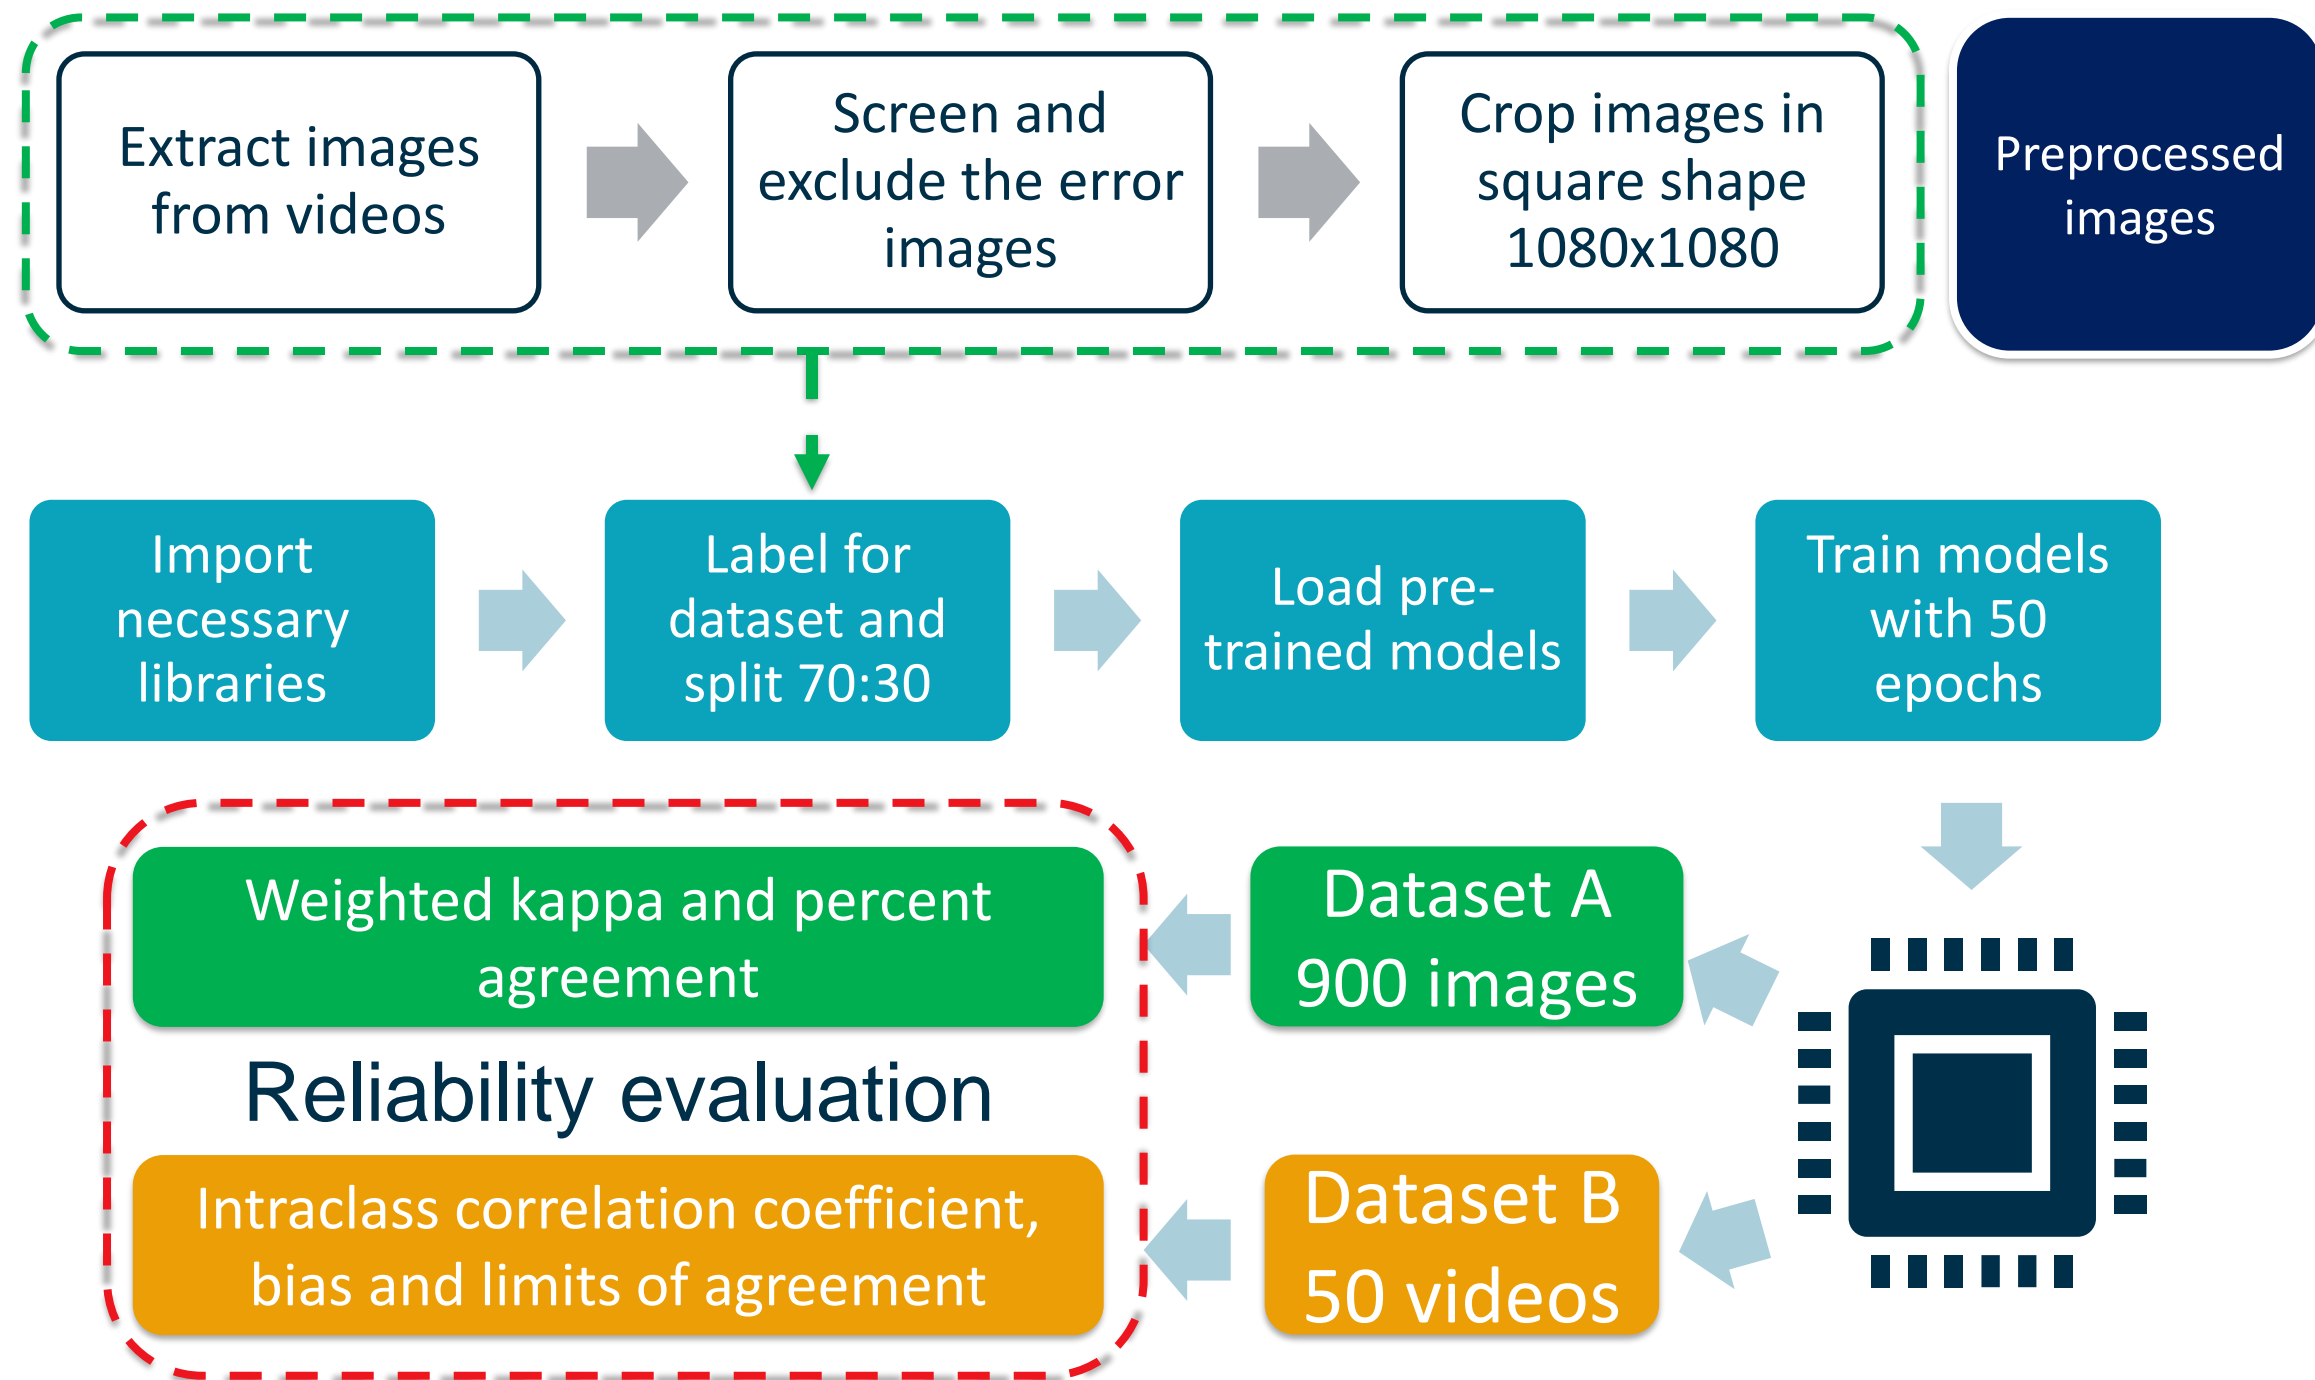 Extract images
from videos
Screen and
exclude the error
images
Crop images in
square shape
1080x1080
Preprocessed
images
Import
necessary
libraries
Label for
dataset and
split 70:30
Load pre-
trained models
Train models
with 50
epochs
Weighted kappa and percent
agreement
Dataset A
900 images
Reliability evaluation
Intraclass correlation coefficient,
bias and limits of agreement
Dataset B
50 videos